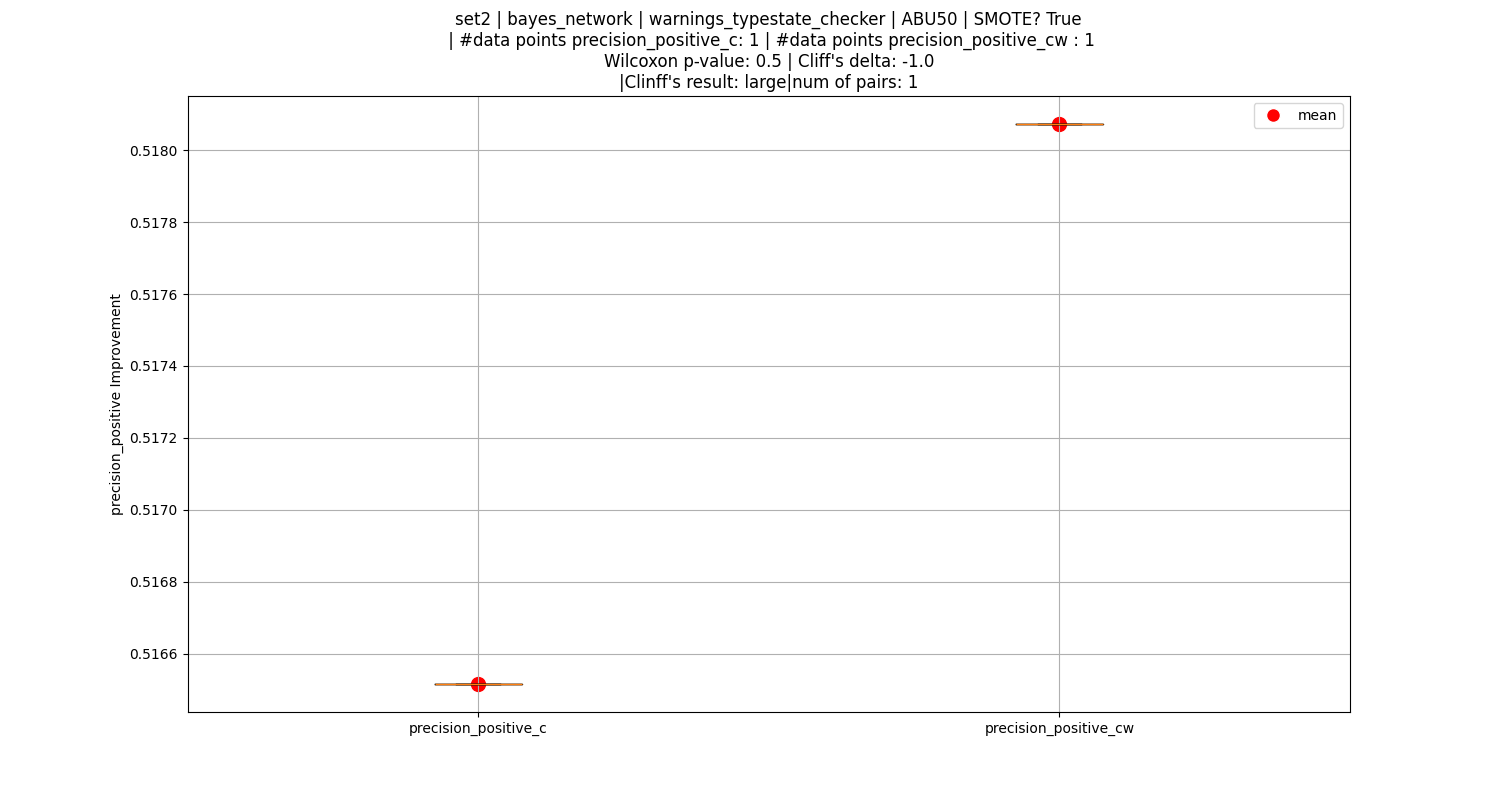 set2 | bayes_network | warnings_typestate_checker | ABU50 | SMOTE? True
| #data points precision_positive_c: 1 | #data points precision_positive_cw : 1
Wilcoxon p-value: 0.5 | Cliff's delta: -1.0
|Clinff's result: large|num of pairs: 1
mean
0.5180
0.5178
0.5176
0.5174
0.5172
0.5170
0.5168
0.5166
precision_positive Improvement
precision_positive_c
precision_positive_cw